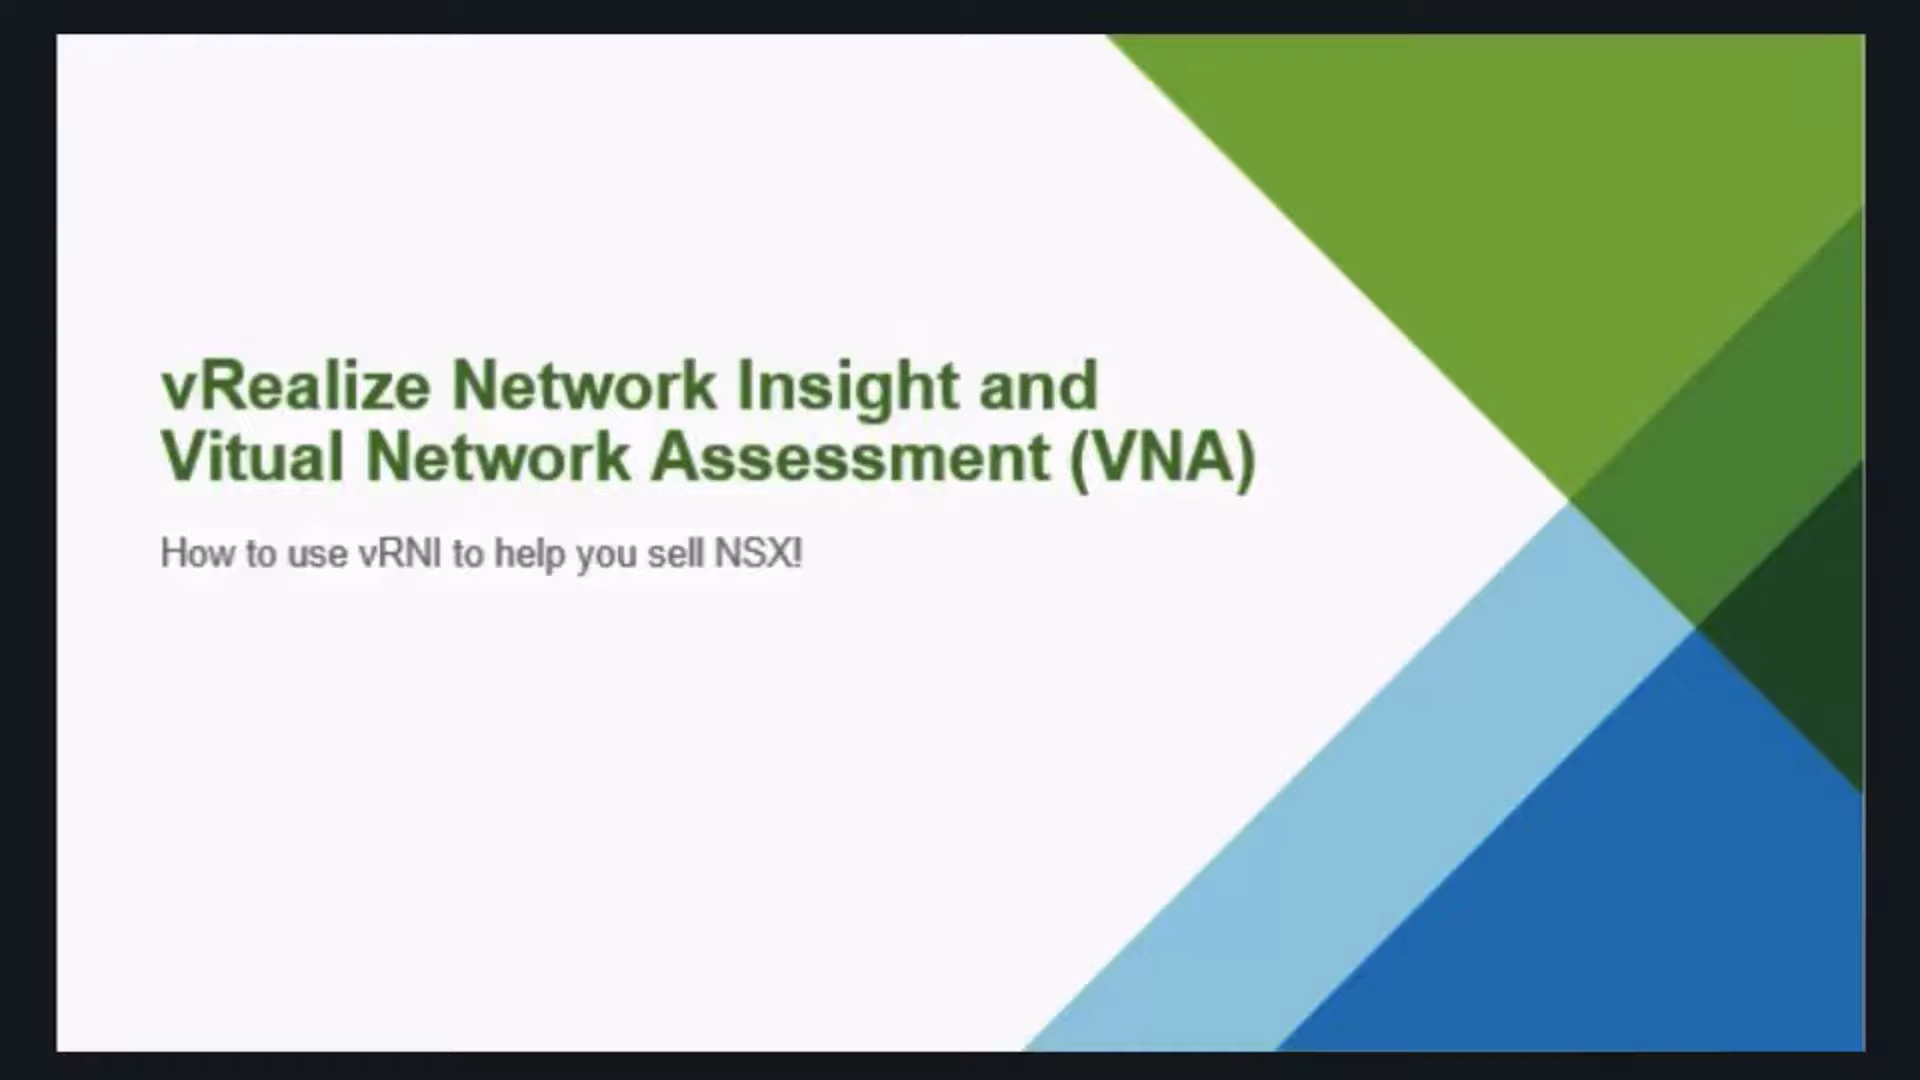 vRealize Network Insight and
Vitual Network Assessment (VNA)
How to use vRNI to help you sell NSX!